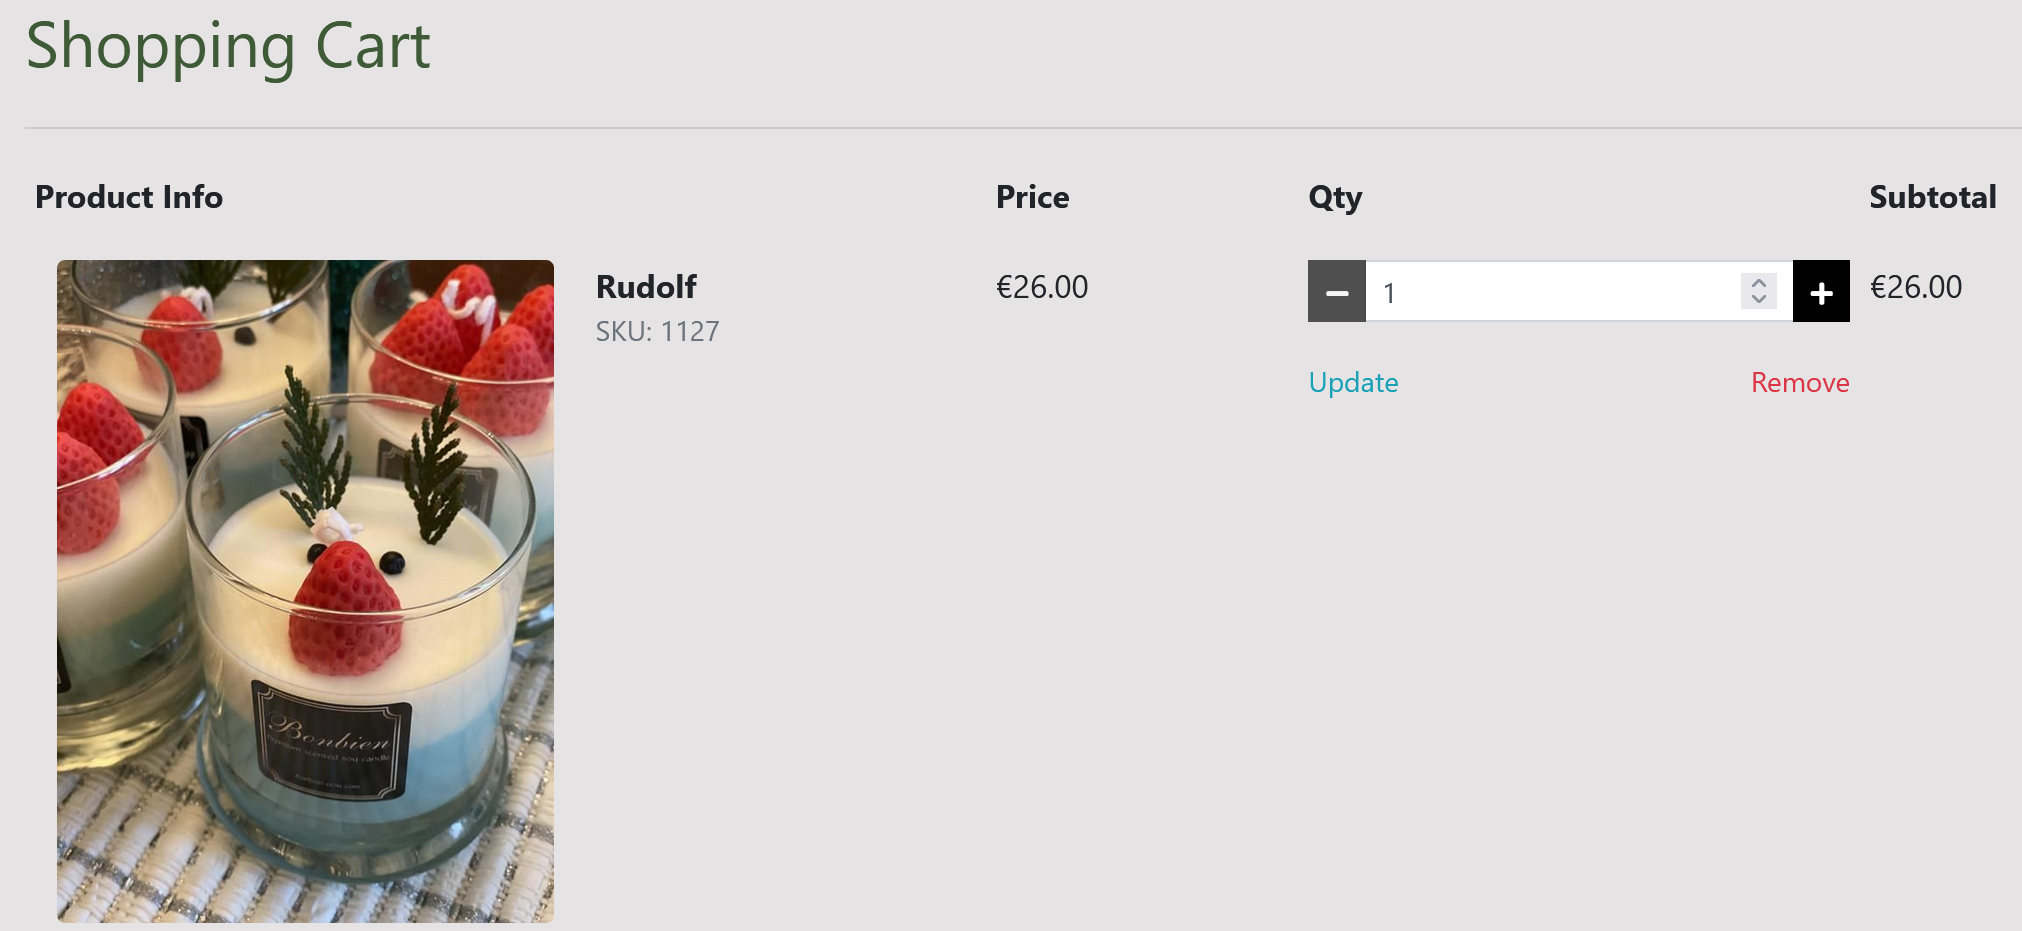 Shopping Cart
Product Info Price Qty Subtotal
Rudolf €26.00 − 1 + €26.00
SKU: 1127
Update Remove
Bonbien
Premium scented soy candle